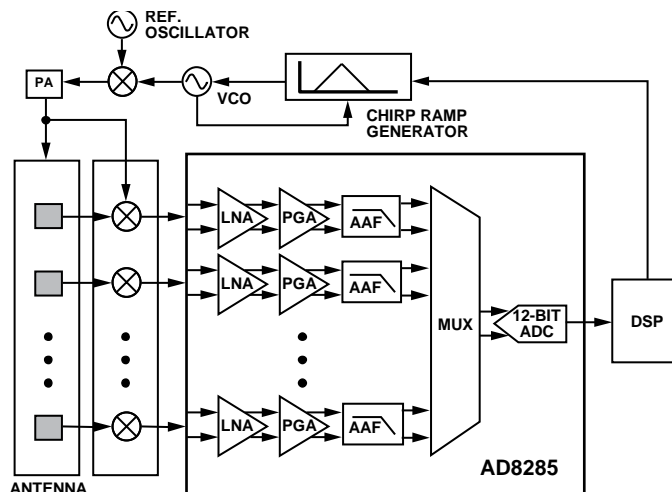 REF.
OSCILLATOR
PA
VCO
CHIRP RAMP
GENERATOR
LNA
PGA
AAF
LNA
PGA
AAF
MUX
12-BIT
ADC
DSP
LNA
PGA
AAF
AD8285
ANTENNA